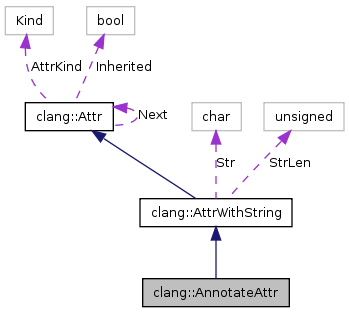 Kind
bool
AttrKind
Inherited
clang::Attr
Next
char
unsigned
Str
StrLen
clang::AttrWithString
clang::AnnotateAttr